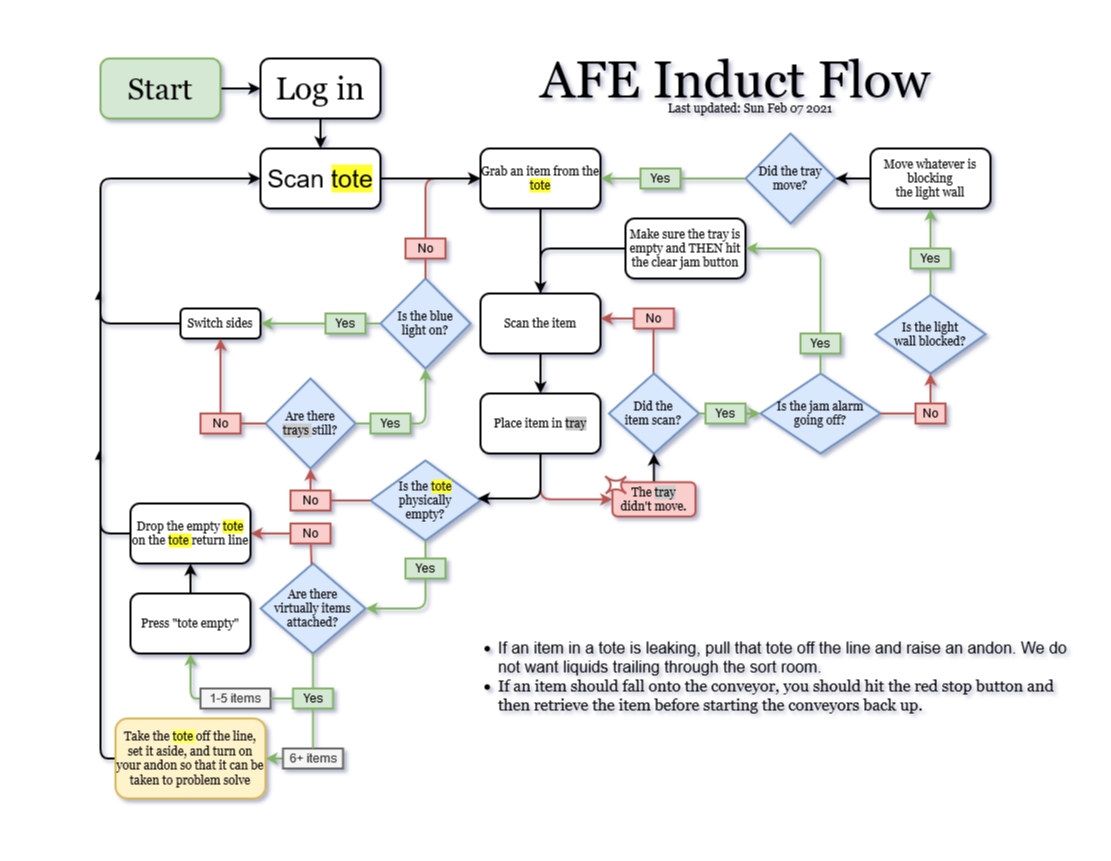 Start
Log in
AFE Induct Flow
Last updated: Sun Feb 07 2021
Scan tote
Grab an item from the
tote
Yes
Did the tray
move?
Move whatever is
blocking
the light wall
No
Make sure the tray is
empty and THEN hit
the clear jam button
Yes
Switch sides
Yes
Is the blue
light on?
Scan the item
No
Is the light
wall blocked?
Yes
No
Are there
trays still?
Yes
Place item in tray
Did the
item scan?
Yes
Is the jam alarm
going off?
No
No
Is the tote
physically
empty?
The tray
didn't move.
Drop the empty tote
on the tote return line
No
Yes
Are there
virtually items
attached?
Press "tote empty"
1-5 items
Yes
Take the tote off the line,
set it aside, and turn on
your andon so that it can be
taken to problem solve
6+ items
• If an item in a tote is leaking, pull that tote off the line and raise an andon. We do
not want liquids trailing through the sort room.
• If an item should fall onto the conveyor, you should hit the red stop button and
then retrieve the item before starting the conveyors back up.